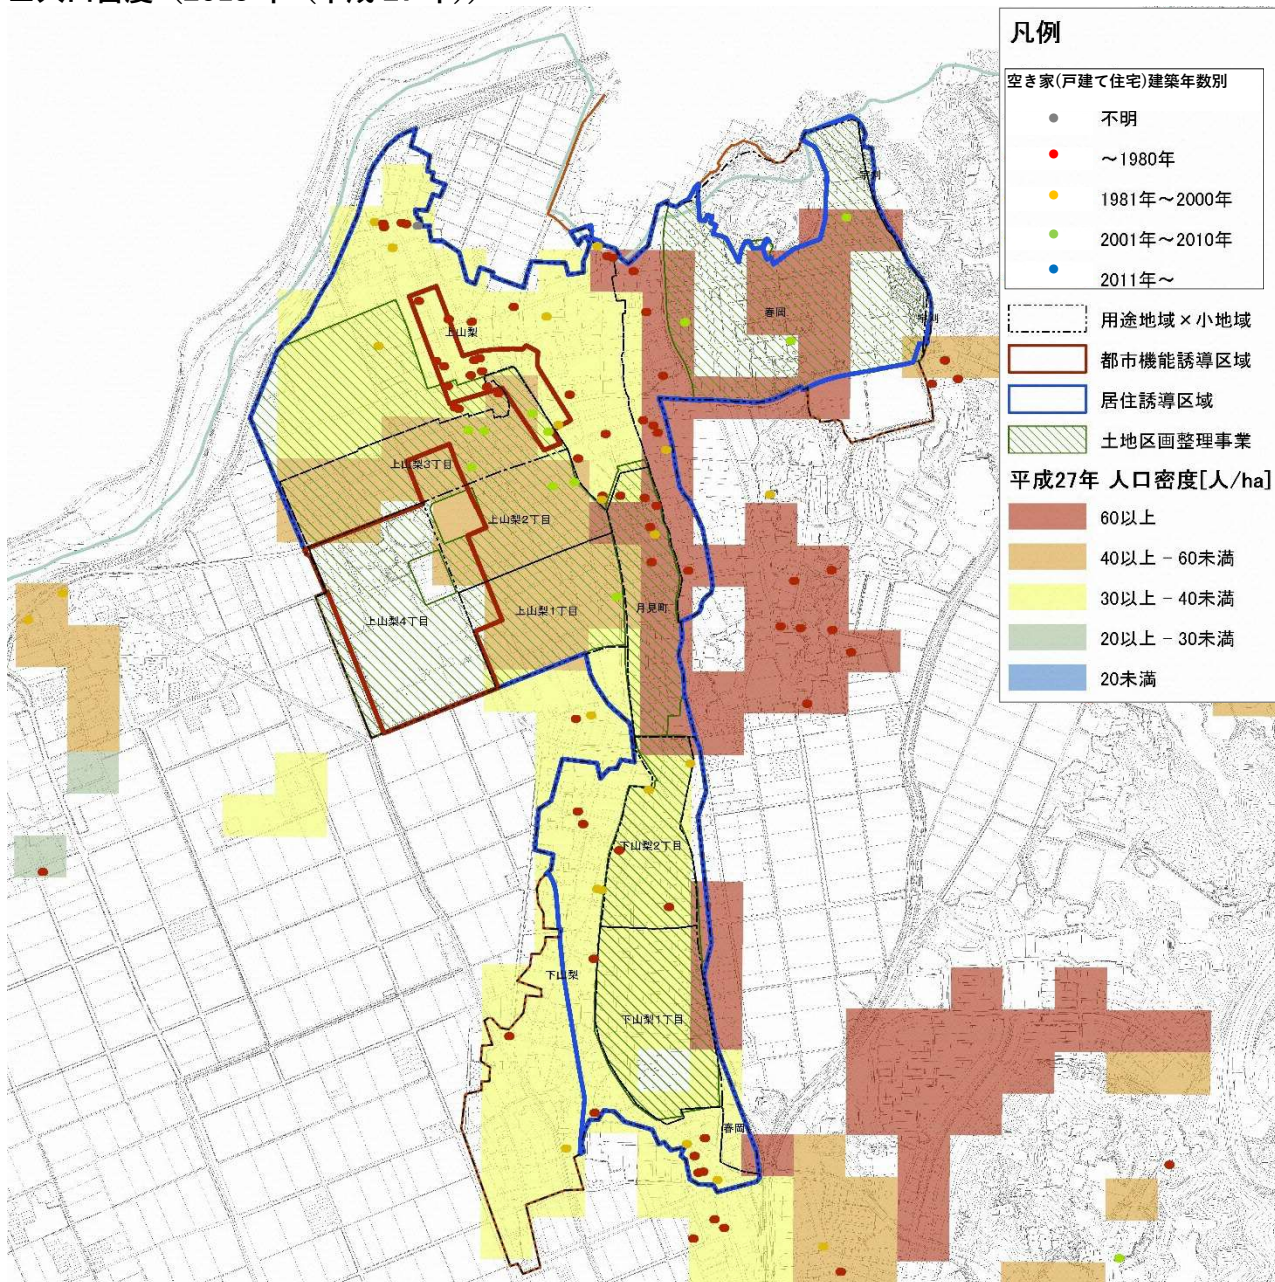 凡例
空き家(戸建て住宅)建築年数別
不明
～1980年
1981年～2000年
2001年～2010年
2011年～
用途地域×小地域
都市機能誘導区域
居住誘導区域
土地区画整理事業
平成27年 人口密度[人/ha]
60以上
40以上 − 60未満
30以上 − 40未満
20以上 − 30未満
20未満
春岡
上山梨
上山梨3丁目
上山梨2丁目
上山梨1丁目
月見町
上山梨4丁目
下山梨2丁目
下山梨
下山梨1丁目
春岡